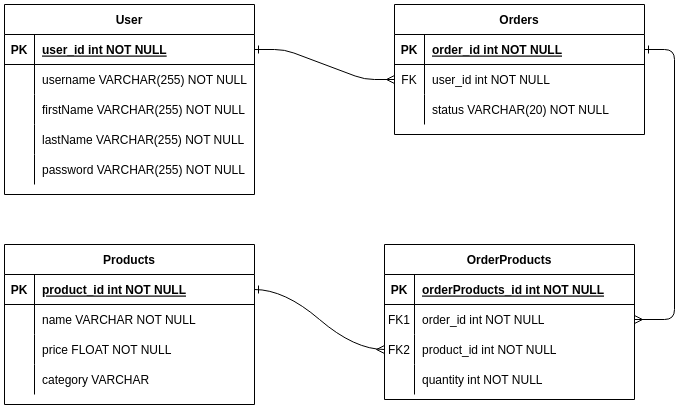 User
PK user_id int NOT NULL
username VARCHAR(255) NOT NULL
firstName VARCHAR(255) NOT NULL
lastName VARCHAR(255) NOT NULL
password VARCHAR(255) NOT NULL
Orders
PK order_id int NOT NULL
FK user_id int NOT NULL
status VARCHAR(20) NOT NULL
Products
PK product_id int NOT NULL
name VARCHAR NOT NULL
price FLOAT NOT NULL
category VARCHAR
OrderProducts
PK orderProducts_id int NOT NULL
FK1 order_id int NOT NULL
FK2 product_id int NOT NULL
quantity int NOT NULL